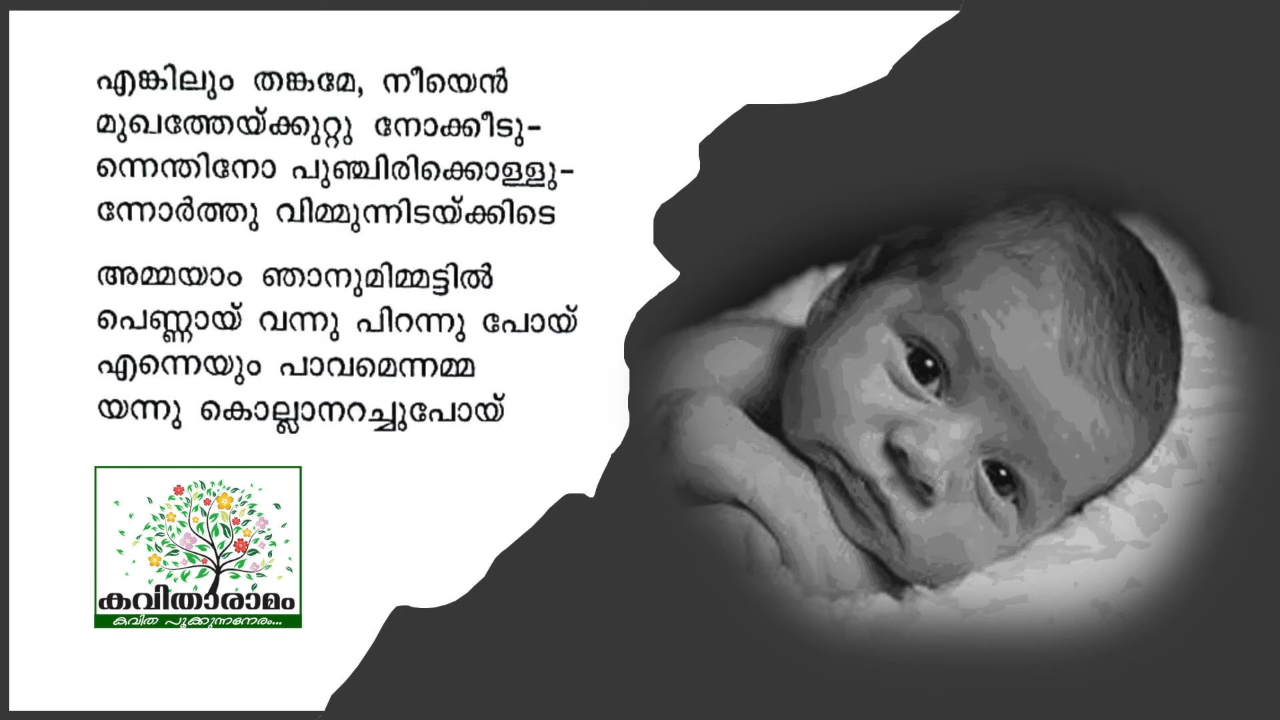 എങ്കിലും തങ്കമേ, നീയെൻ
മുഖത്തേയ്ക്കുറ്റു നോക്കീടു-
ന്നെന്തിനോ പുഞ്ചിരിക്കൊള്ളു-
ന്നോർത്തു വിമ്മുന്നിടയ്ക്കിടെ
അമ്മയാം ഞാനുമിമ്മട്ടിൽ
പെണ്ണായ് വന്നു പിറന്നു പോയ്
എന്നെയും പാവമെന്നമ്മ
യന്നു കൊല്ലാനറച്ചുപോയ്
കവിതാരാമം
കവിത പൂക്കുന്നനേരം...